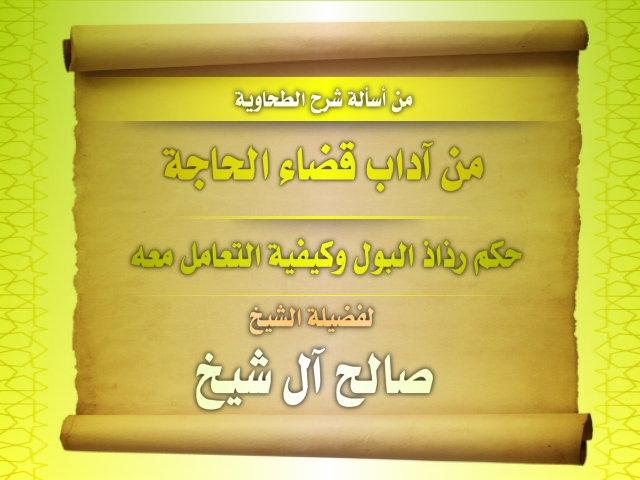 من أسألة شرح الطحاوية
من آداب قضاء الحاجة
حكم رذاذ البول وكيفية التعامل معه
لفضيلة الشيخ
صالح آل شيخ